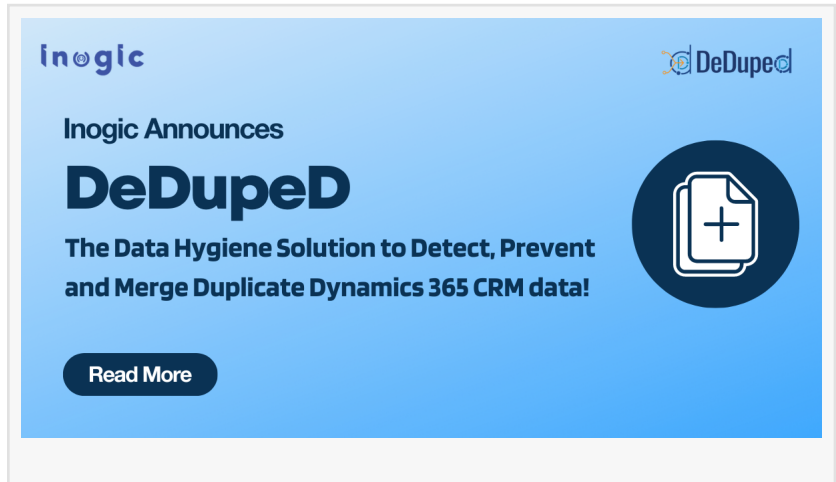 inogic
DeDupeD
Inogic Announces
DeDupeD
The Data Hygiene Solution to Detect, Prevent
and Merge Duplicate Dynamics 365 CRM data!
Read More